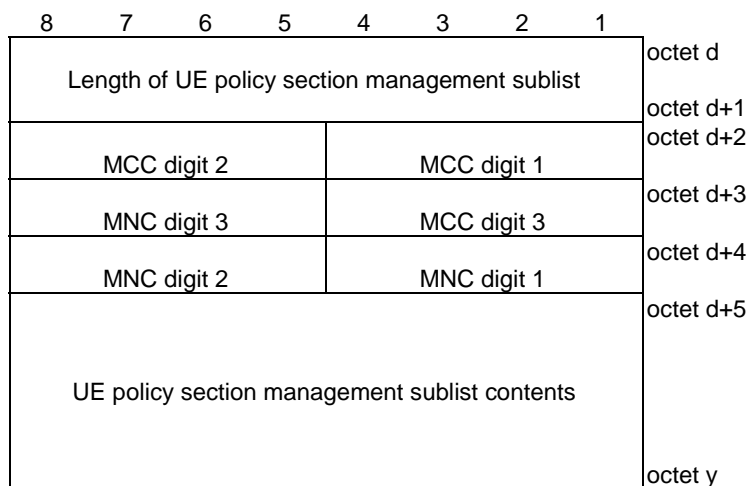 8 7 6 5 4 3 2 1
octet d
Length of UE policy section management sublist
octet d+1
octet d+2
MCC digit 2 MCC digit 1
octet d+3
MNC digit 3 MCC digit 3
octet d+4
MNC digit 2 MNC digit 1
octet d+5
UE policy section management sublist contents
octet y